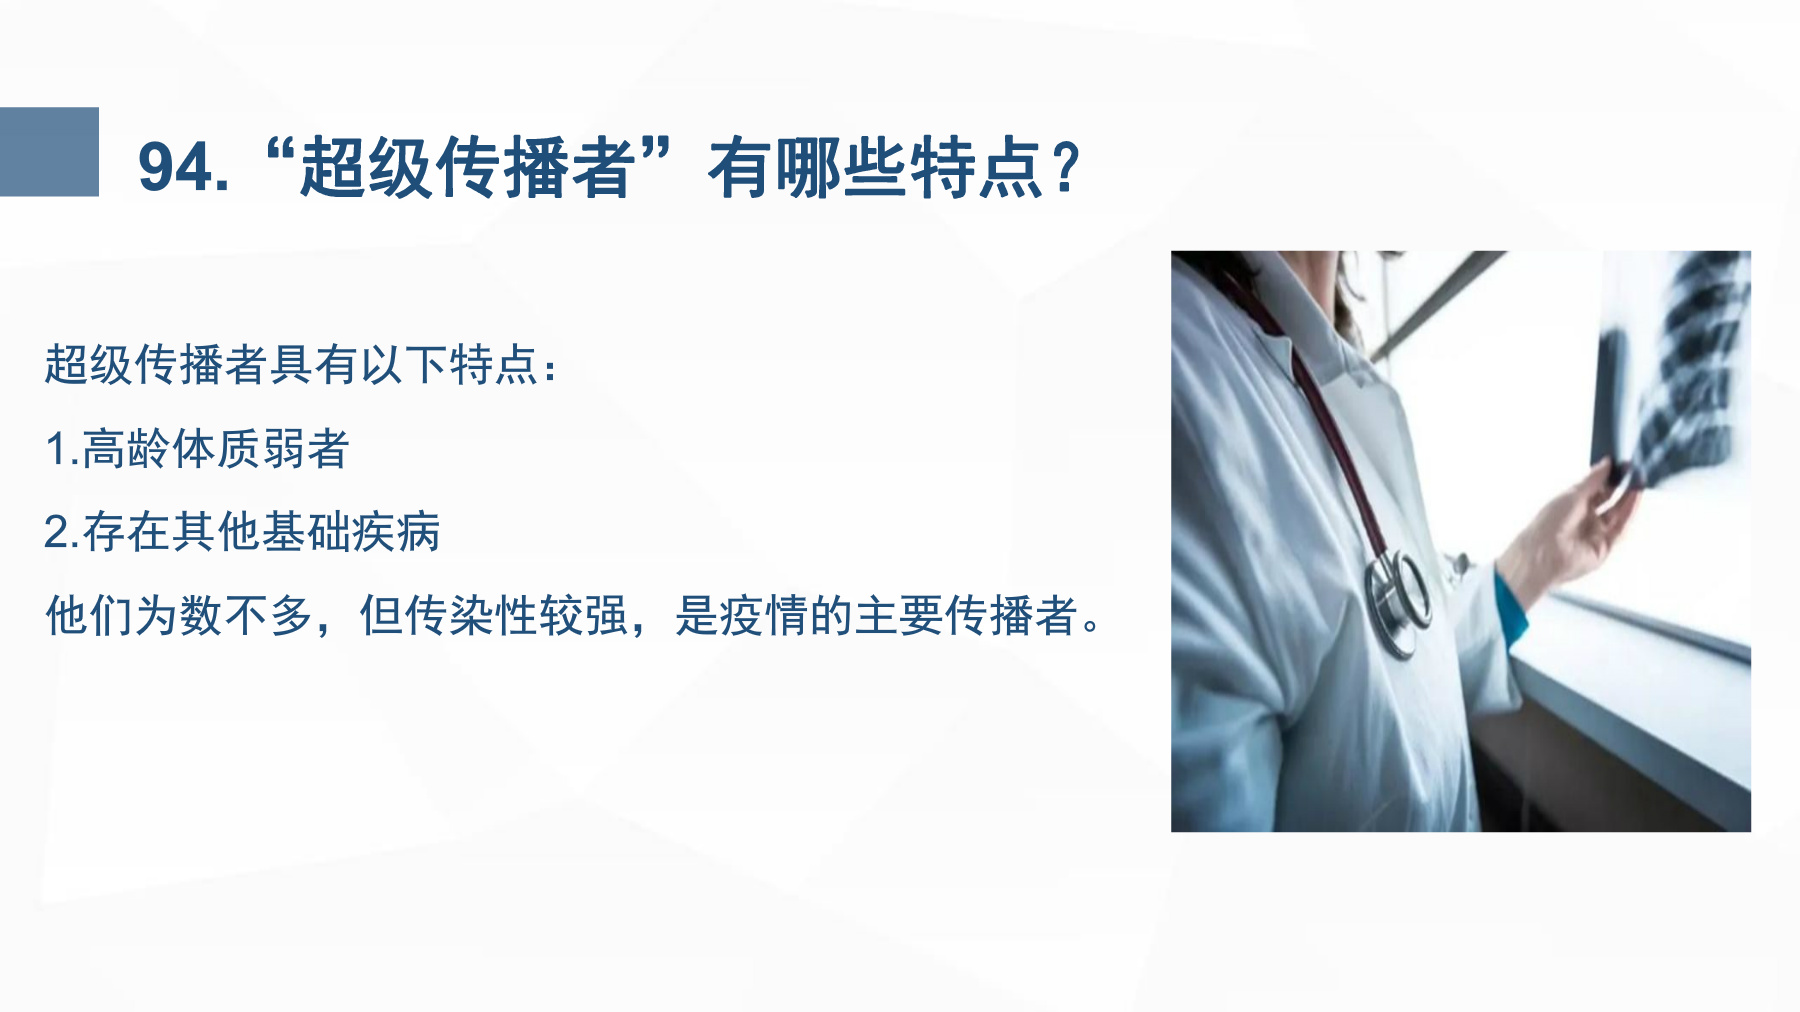 94.“超级传播者”有哪些特点？
超级传播者具有以下特点：
1.高龄体质弱者
2.存在其他基础疾病
他们为数不多，但传染性较强，是疫情的主要传播者。